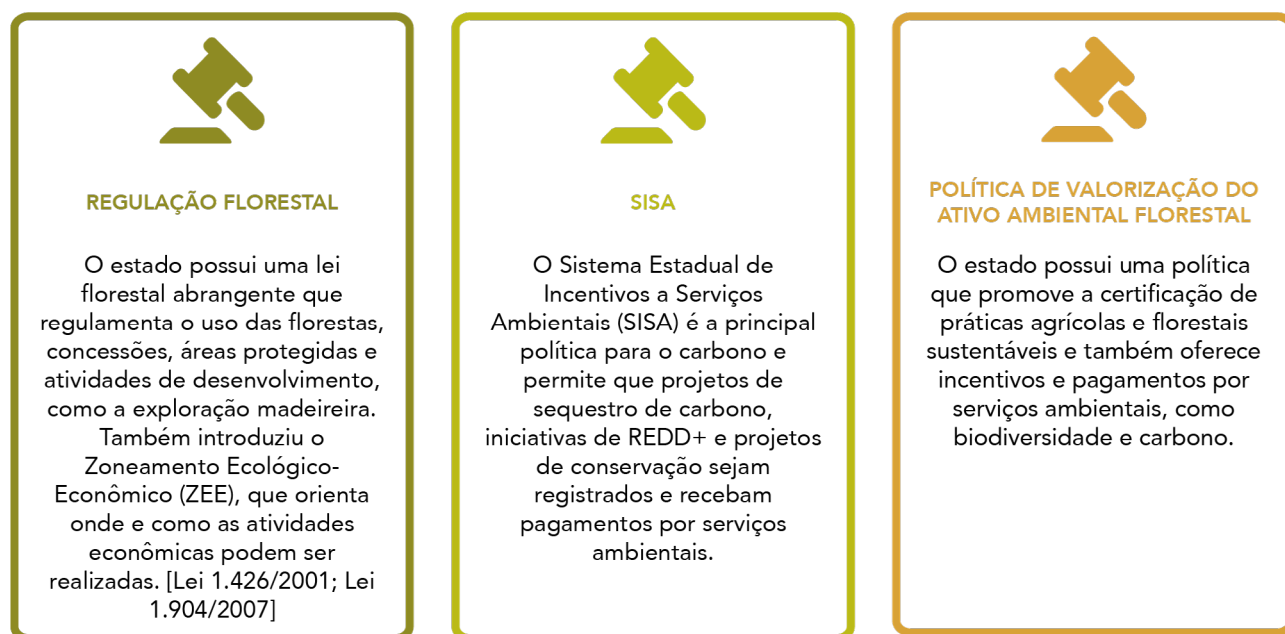 REGULAÇÃO FLORESTAL
O estado possui uma lei
florestal abrangente que
regulamenta o uso das florestas,
concessões, áreas protegidas e
atividades de desenvolvimento,
como a exploração madeireira.
Também introduziu o
Zoneamento Ecológico-
Econômico (ZEE), que orienta
onde e como as atividades
econômicas podem ser
realizadas. [Lei 1.426/2001; Lei
1.904/2007]
SISA
O Sistema Estadual de
Incentivos a Serviços
Ambientais (SISA) é a principal
política para o carbono e
permite que projetos de
sequestro de carbono,
iniciativas de REDD+ e projetos
de conservação sejam
registrados e recebam
pagamentos por serviços
ambientais.
POLÍTICA DE VALORIZAÇÃO DO
ATIVO AMBIENTAL FLORESTAL
O estado possui uma política
que promove a certificação de
práticas agrícolas e florestais
sustentáveis e também oferece
incentivos e pagamentos por
serviços ambientais, como
biodiversidade e carbono.